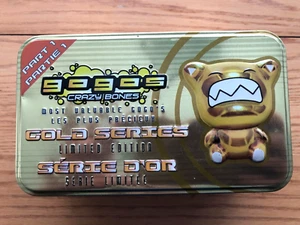 PART 1
PARTIE 1
gogo's
CRAZY BONES
MOST VALUABLE GOGO'S
LES PLUS PRÉCIEUX
GOLD SERIES
LIMITED EDITION
SÉRIE D'OR
SÉRIE LIMITÉE